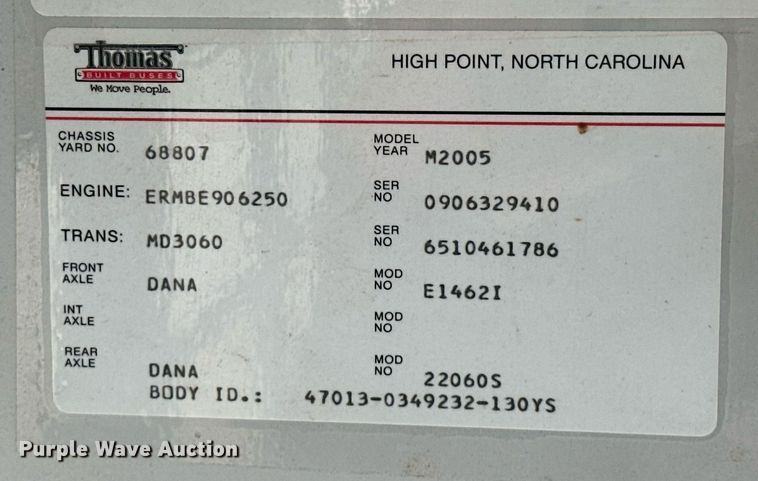 Thomas
BUILT BUSES
We Move People.
HIGH POINT, NORTH CAROLINA
CHASSIS YARD NO. 68807 MODEL YEAR M2005
ENGINE: ERMBE906250 SER NO 0906329410
TRANS: MD3060 SER NO 6510461786
FRONT AXLE DANA MOD NO E1462I
INT AXLE MOD NO
REAR AXLE DANA MOD NO 22060S
BODY ID.: 47013-0349232-130YS
Purple Wave Auction